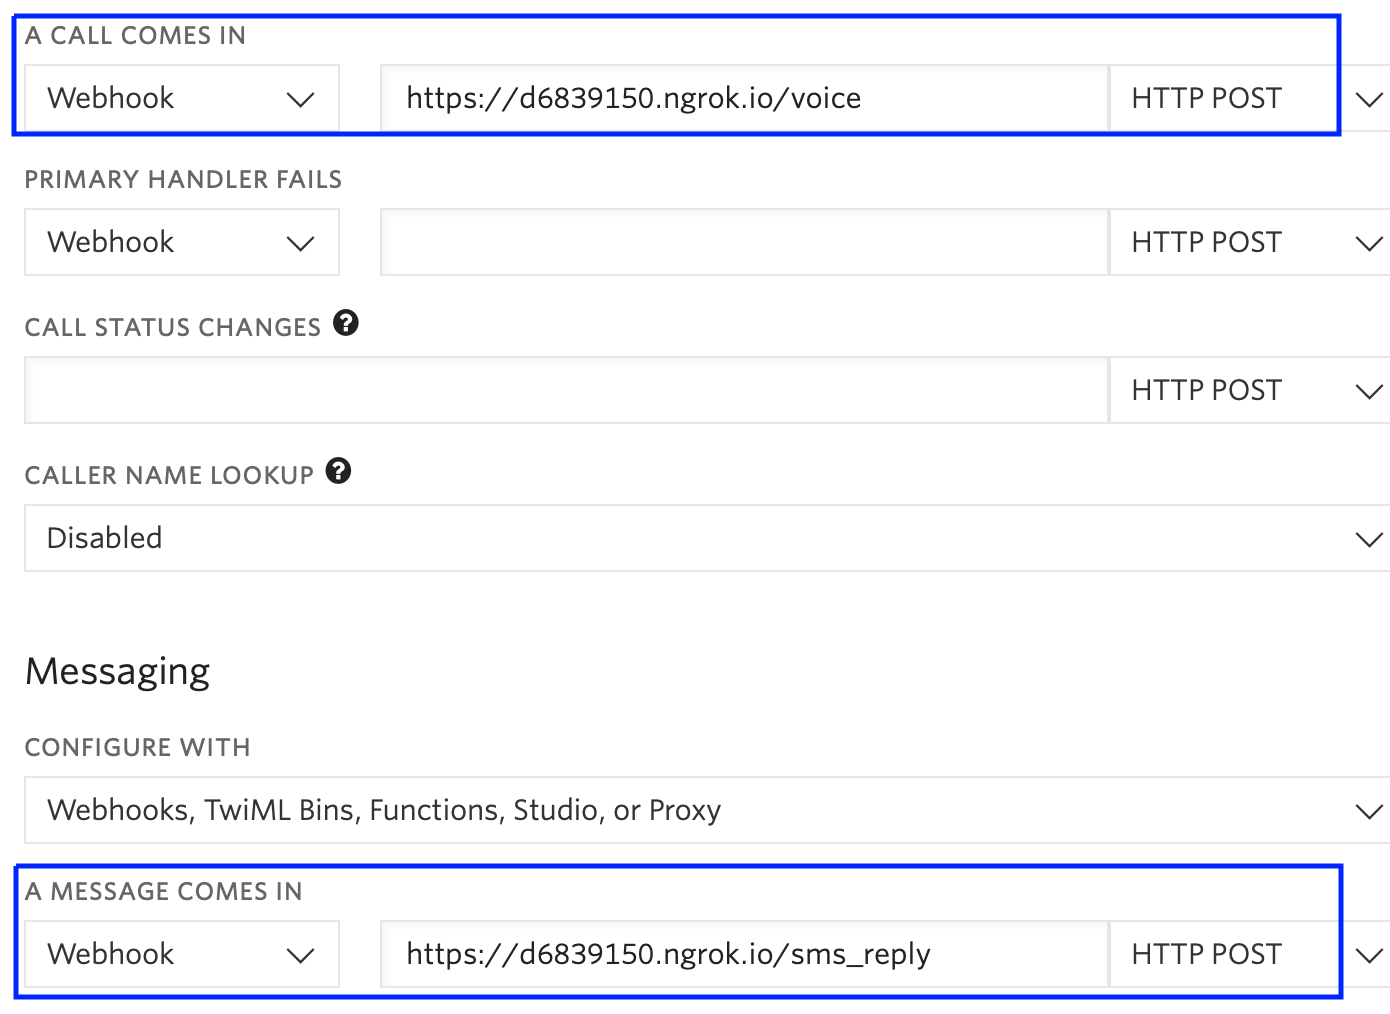 A CALL COMES IN
Webhook https://d6839150.ngrok.io/voice HTTP POST
PRIMARY HANDLER FAILS
Webhook HTTP POST
CALL STATUS CHANGES ?
HTTP POST
CALLER NAME LOOKUP ?
Disabled
Messaging
CONFIGURE WITH
Webhooks, TwiML Bins, Functions, Studio, or Proxy
A MESSAGE COMES IN
Webhook https://d6839150.ngrok.io/sms_reply HTTP POST